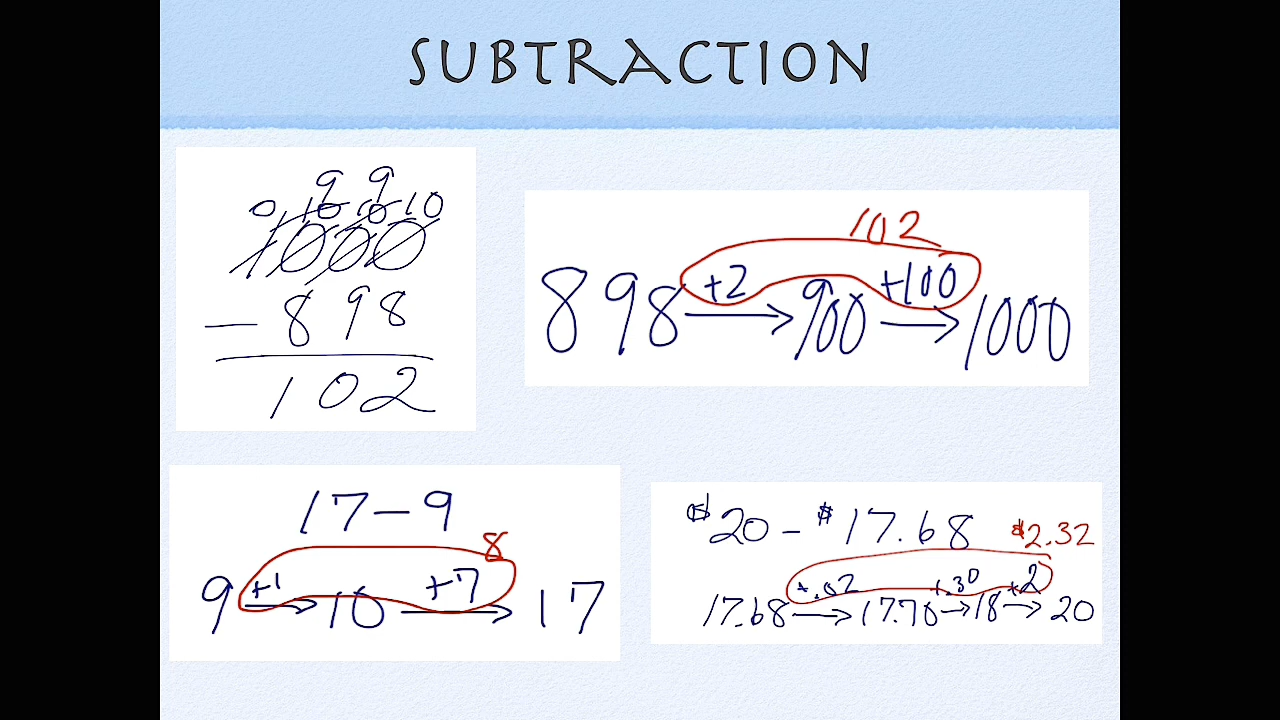 SUBTRACTION
9 9
0 10 10 10
1000
- 898
102
102
+2 +100
898 → 900 → 1000
17-9
8
+1 +7
9 → 10 → 17
$20 - $17.68 $2.32
+.02 +.30 +2
17.68 → 17.70 → 18 → 20